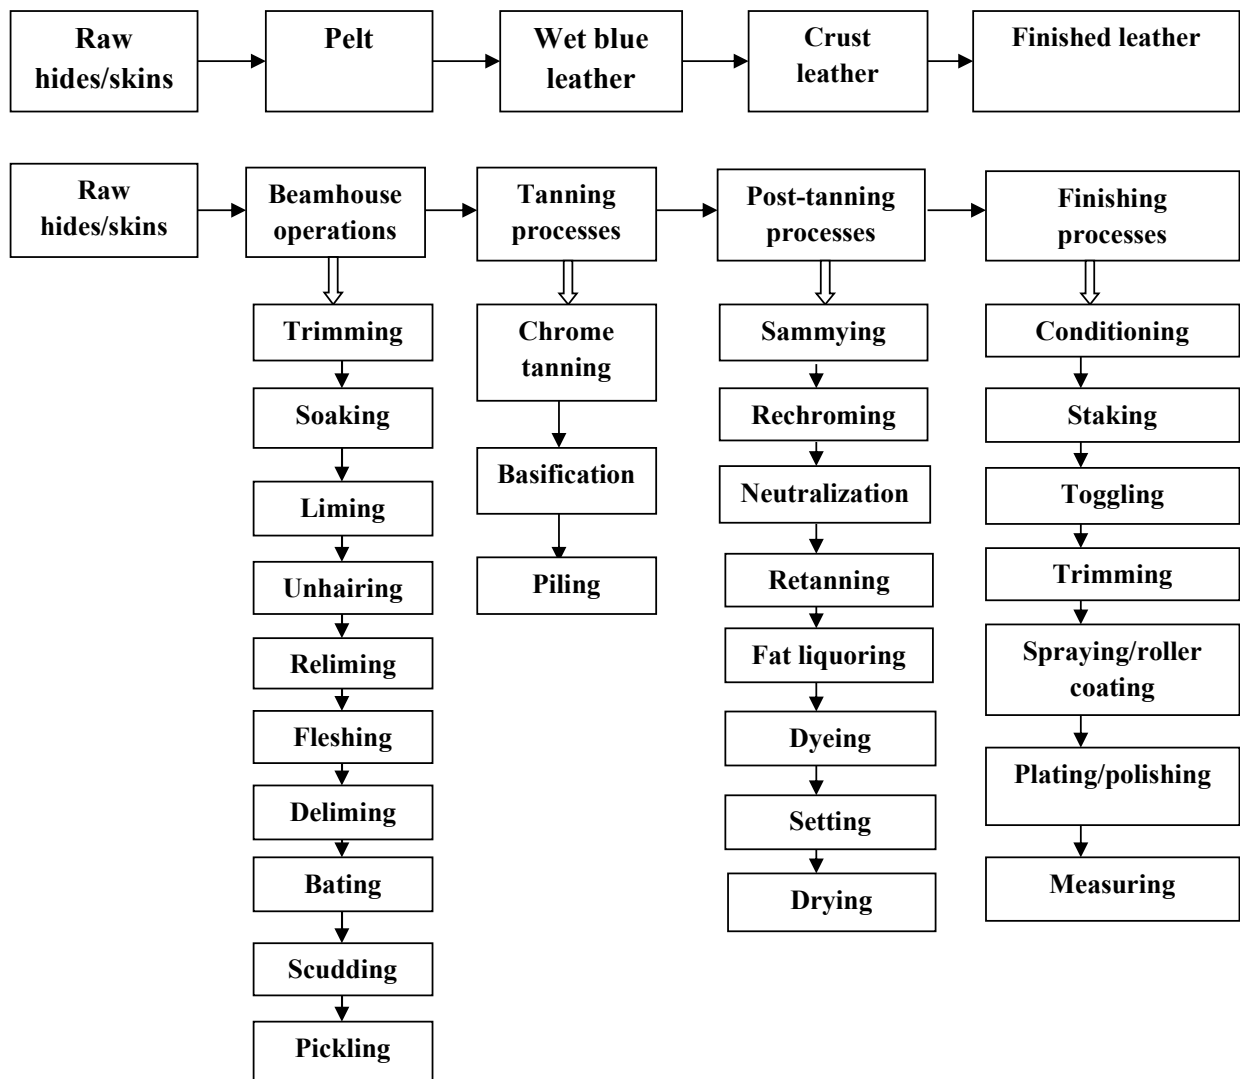 Raw
hides/skins
Pelt
Wet blue
leather
Crust
leather
Finished leather
Raw
hides/skins
Beamhouse
operations
Tanning
processes
Post-tanning
processes
Finishing
processes
Trimming
Soaking
Liming
Unhairing
Reliming
Fleshing
Deliming
Bating
Scudding
Pickling
Chrome
tanning
Basification
Piling
Sammying
Rechroming
Neutralization
Retanning
Fat liquoring
Dyeing
Setting
Drying
Conditioning
Staking
Toggling
Trimming
Spraying/roller
coating
Plating/polishing
Measuring